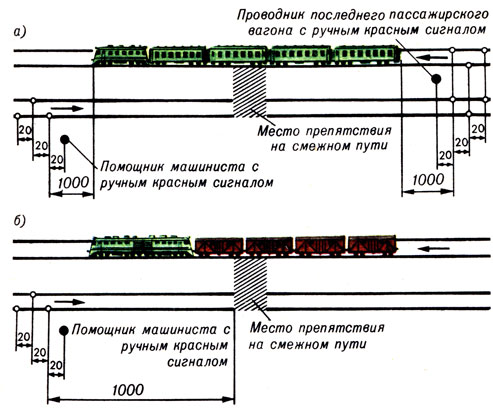 Проводник последнего пассажирского
вагона с ручным красным сигналом
а)
Место препятствия
на смежном пути
20
20
20
20
20
20
Помощник машиниста с
ручным красным сигналом
1000
1000
б)
Помощник машиниста с
ручным красным
сигналом
Место препятствия
на смежном пути
20
20
20
1000